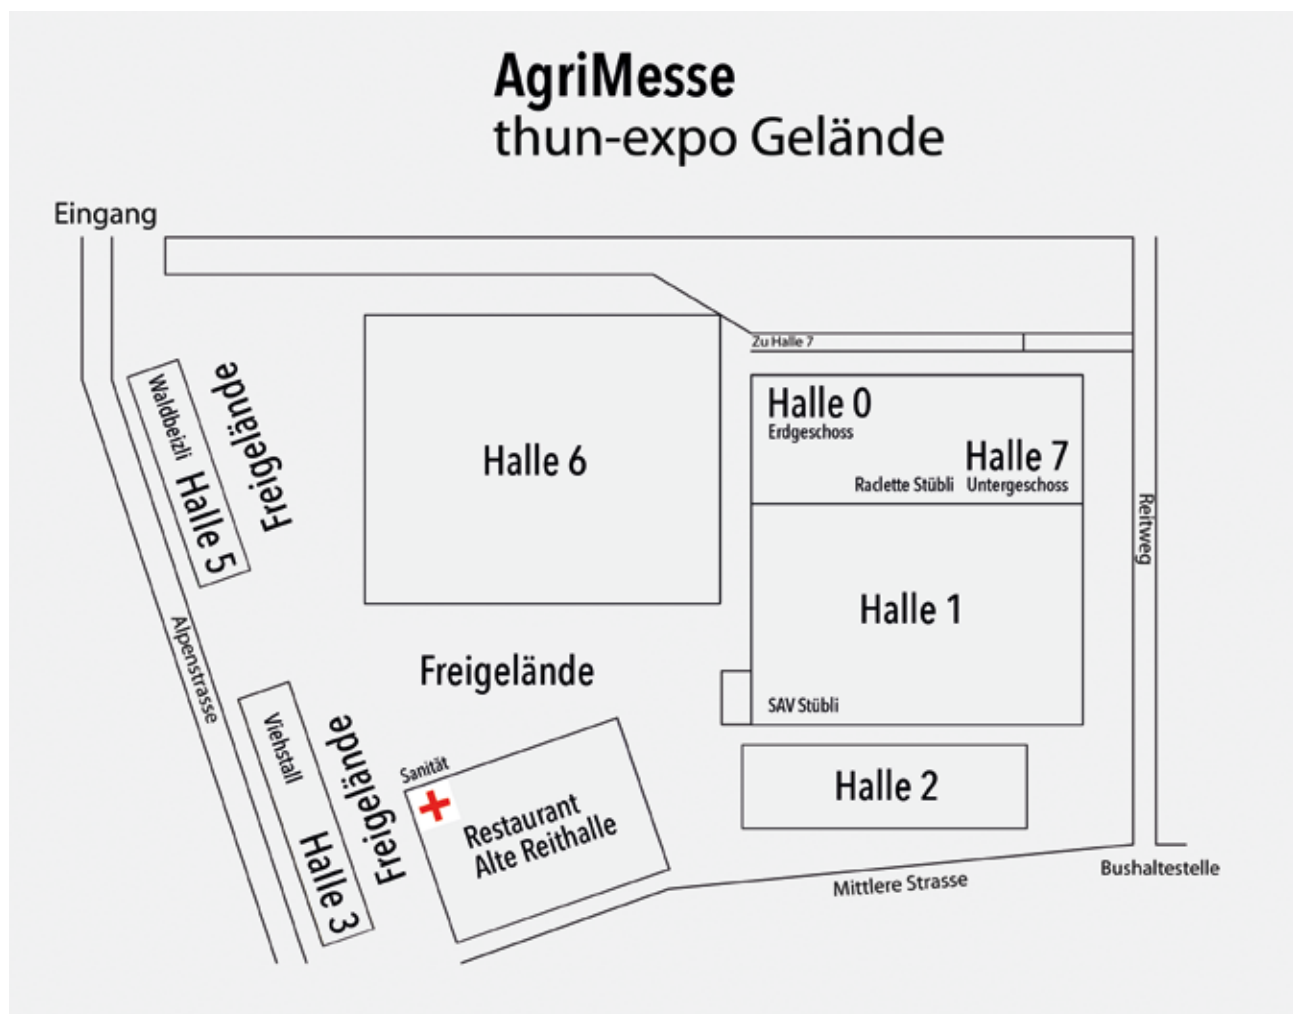 AgriMesse
thun-expo Gelände
Eingang
Zu Halle 7
Halle 0
Erdgeschoss
Halle 7
Raclette Stübli Untergeschoss
Halle 6
Waldbeizli Halle 5
Freigelände
Reitweg
Halle 1
Alpenstrasse
Freigelände
SAV Stübli
Viehstall Halle 3
Freigelände
Sanität
Restaurant
Alte Reithalle
Halle 2
Mittlere Strasse
Bushaltestelle